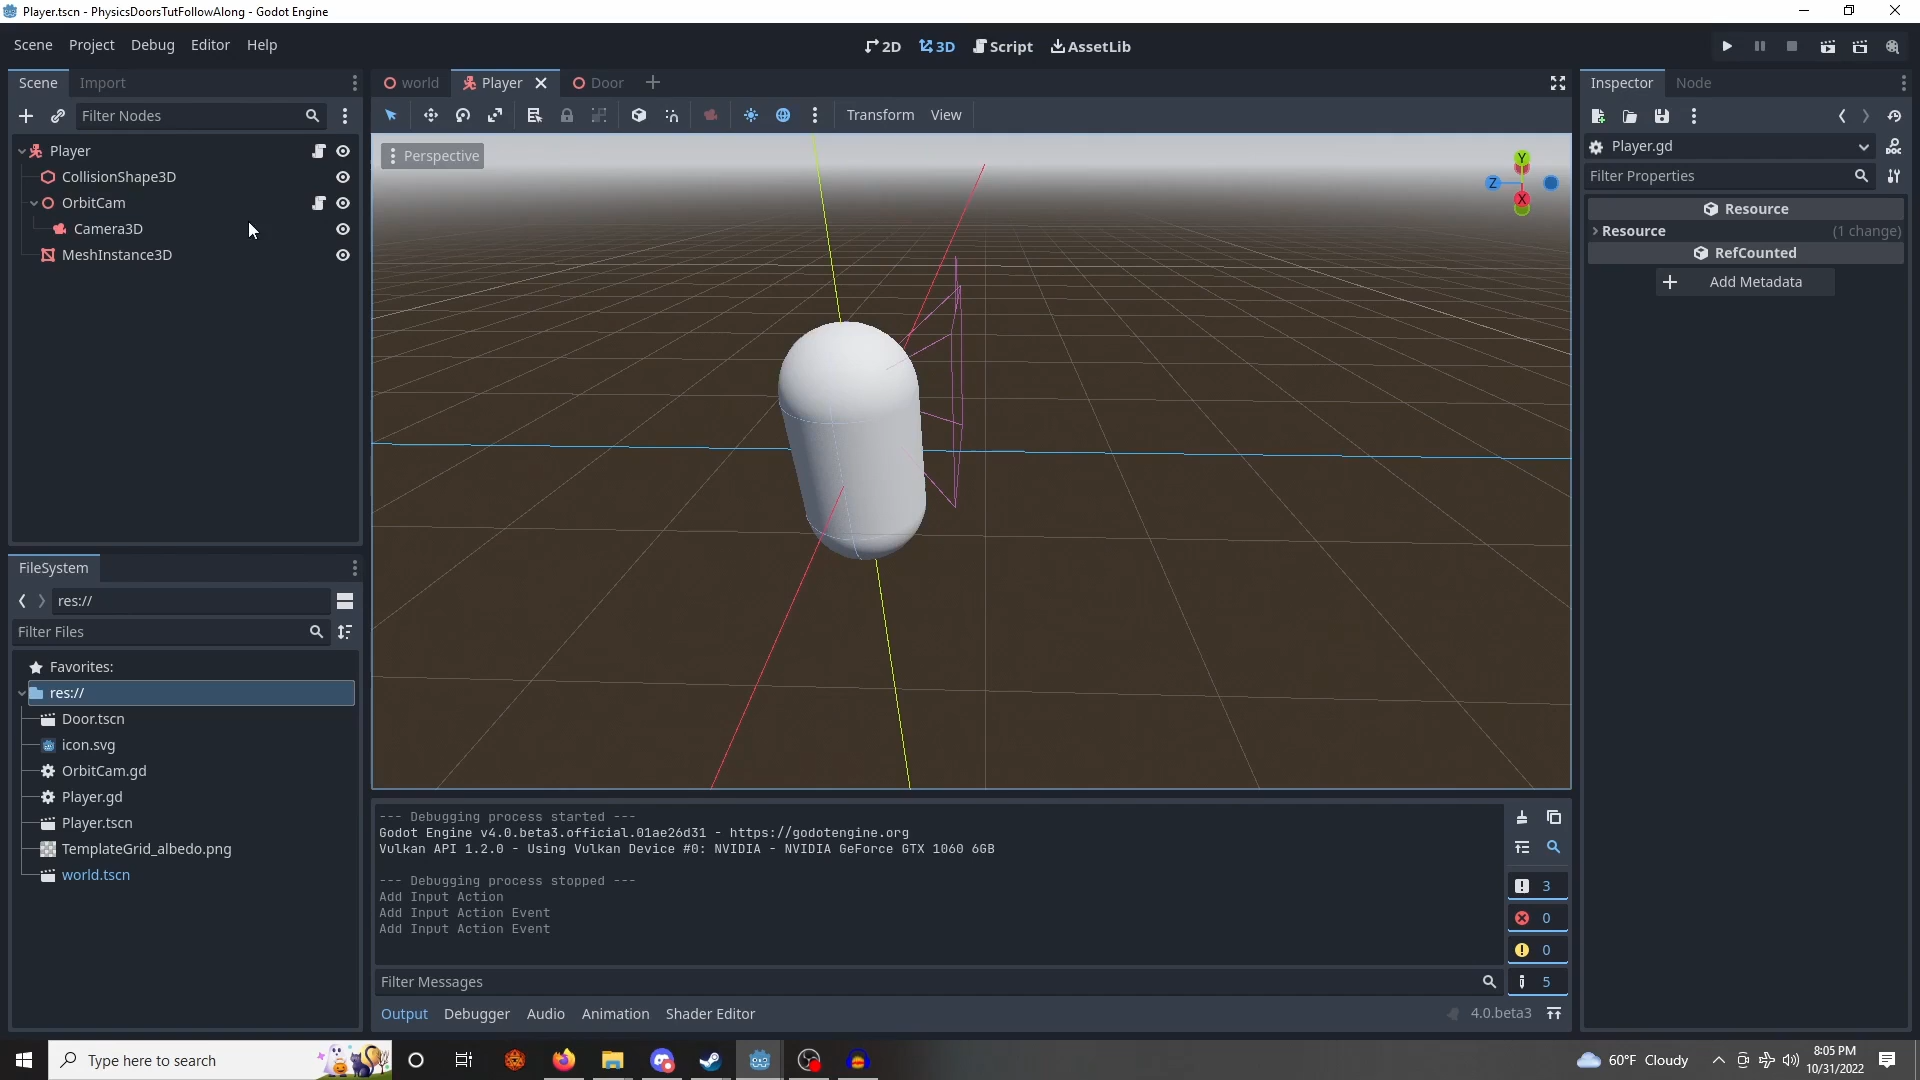 Player.tscn - PhysicsDoorsTutFollowAlong - Godot Engine
Scene Project Debug Editor Help
2D 3D Script AssetLib
Scene Import
world Player Door
Inspector Node
Filter Nodes
Transform View
Player
CollisionShape3D
OrbitCam
Camera3D
MeshInstance3D
Perspective
Y
Z
X
Player.gd
Filter Properties
Resource
Resource (1 change)
RefCounted
Add Metadata
FileSystem
res://
Filter Files
Favorites:
res://
Door.tscn
icon.svg
OrbitCam.gd
Player.gd
Player.tscn
TemplateGrid_albedo.png
world.tscn
--- Debugging process started ---
Godot Engine v4.0.beta3.official.01ae26d31 - https://godotengine.org
Vulkan API 1.2.0 - Using Vulkan Device #0: NVIDIA - NVIDIA GeForce GTX 1060 6GB
--- Debugging process stopped ---
Add Input Action
Add Input Action Event
Add Input Action Event
3
0
0
5
Filter Messages
Output Debugger Audio Animation Shader Editor
4.0.beta3
Type here to search
60°F Cloudy
8:05 PM
10/31/2022